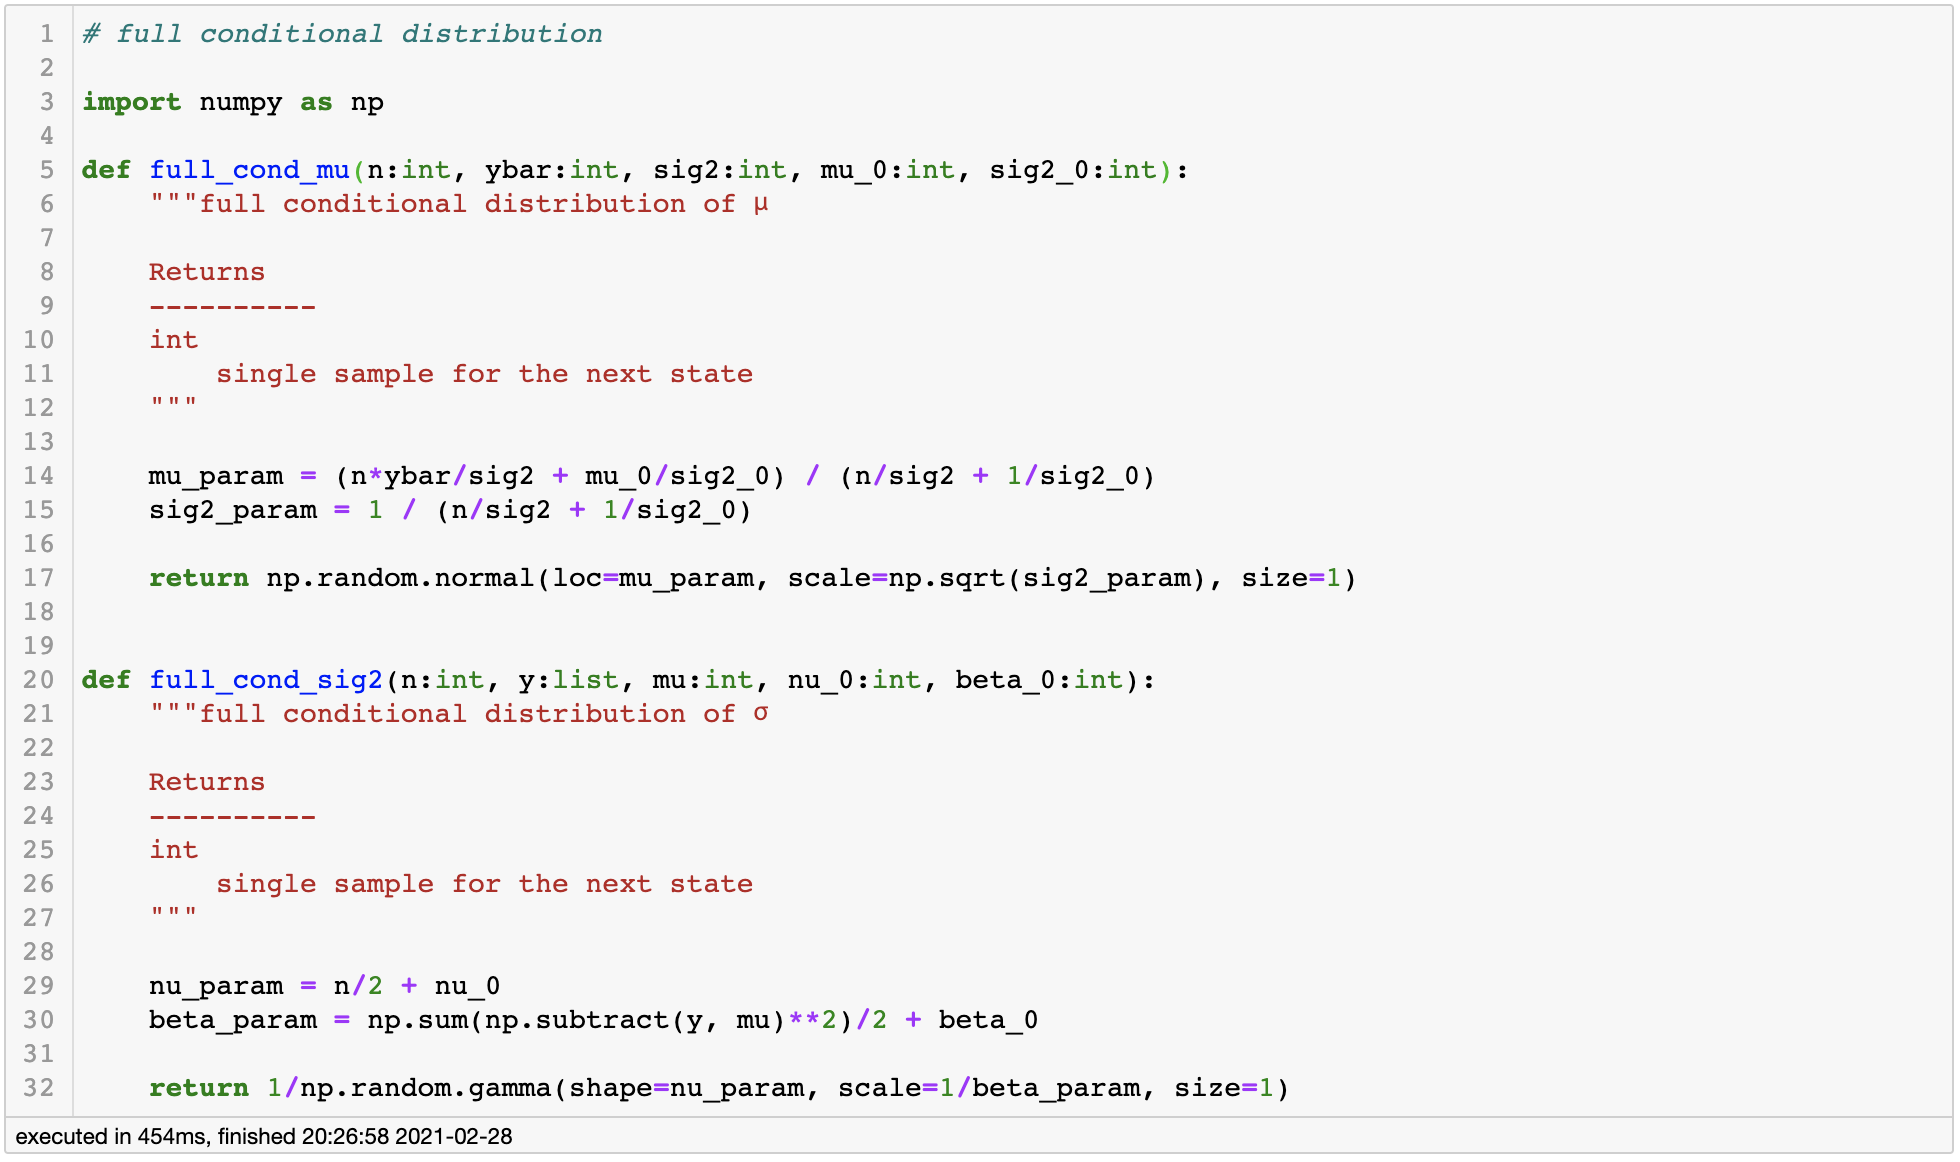 1 # full conditional distribution
2
3 import numpy as np
4
5 def full_cond_mu(n:int, ybar:int, sig2:int, mu_0:int, sig2_0:int):
6     """full conditional distribution of μ
7
8     Returns
9     ----------
10     int
11         single sample for the next state
12     """
13
14     mu_param = (n*ybar/sig2 + mu_0/sig2_0) / (n/sig2 + 1/sig2_0)
15     sig2_param = 1 / (n/sig2 + 1/sig2_0)
16
17     return np.random.normal(loc=mu_param, scale=np.sqrt(sig2_param), size=1)
18
19
20 def full_cond_sig2(n:int, y:list, mu:int, nu_0:int, beta_0:int):
21     """full conditional distribution of σ
22
23     Returns
24     ----------
25     int
26         single sample for the next state
27     """
28
29     nu_param = n/2 + nu_0
30     beta_param = np.sum(np.subtract(y, mu)**2)/2 + beta_0
31
32     return 1/np.random.gamma(shape=nu_param, scale=1/beta_param, size=1)
executed in 454ms, finished 20:26:58 2021-02-28